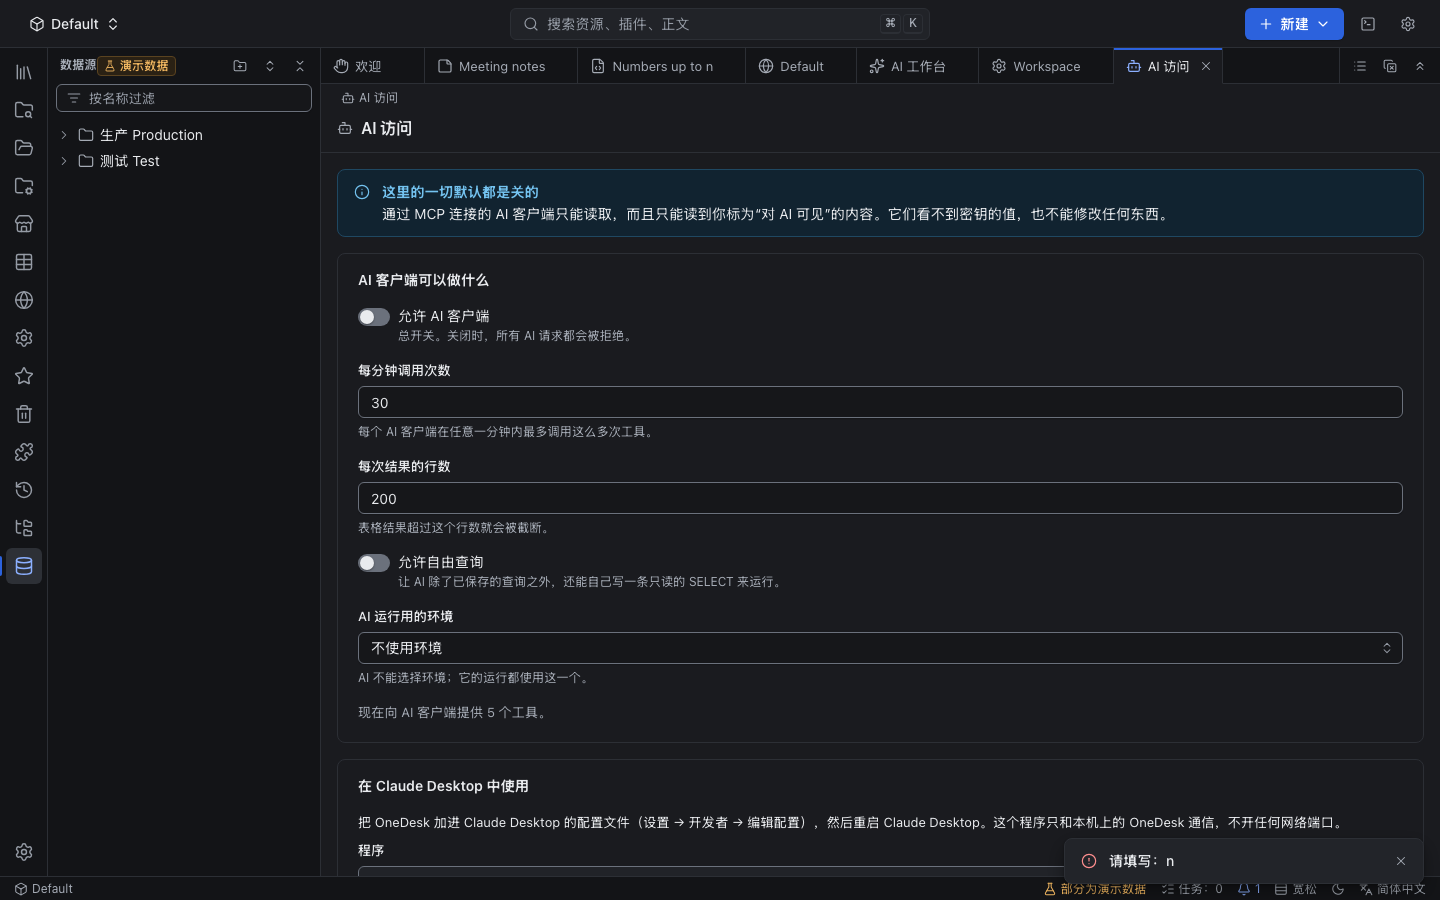 Default
搜索资源、插件、正文
⌘ K
新建
数据源 演示数据
按名称过滤
生产 Production
测试 Test
欢迎
Meeting notes
Numbers up to n
Default
AI 工作台
Workspace
AI 访问
AI 访问
AI 访问
这里的一切默认都是关的
通过 MCP 连接的 AI 客户端只能读取，而且只能读到你标为“对 AI 可见”的内容。它们看不到密钥的值，也不能修改任何东西。
AI 客户端可以做什么
允许 AI 客户端
总开关。关闭时，所有 AI 请求都会被拒绝。
每分钟调用次数
30
每个 AI 客户端在任意一分钟内最多调用这么多次工具。
每次结果的行数
200
表格结果超过这个行数就会被截断。
允许自由查询
让 AI 除了已保存的查询之外，还能自己写一条只读的 SELECT 来运行。
AI 运行用的环境
不使用环境
AI 不能选择环境；它的运行都使用这一个。
现在向 AI 客户端提供 5 个工具。
在 Claude Desktop 中使用
把 OneDesk 加进 Claude Desktop 的配置文件（设置 → 开发者 → 编辑配置），然后重启 Claude Desktop。这个程序只和本机上的 OneDesk 通信，不开任何网络端口。
程序
请填写：n
Default
部分为演示数据
任务：0
1
宽松
简体中文